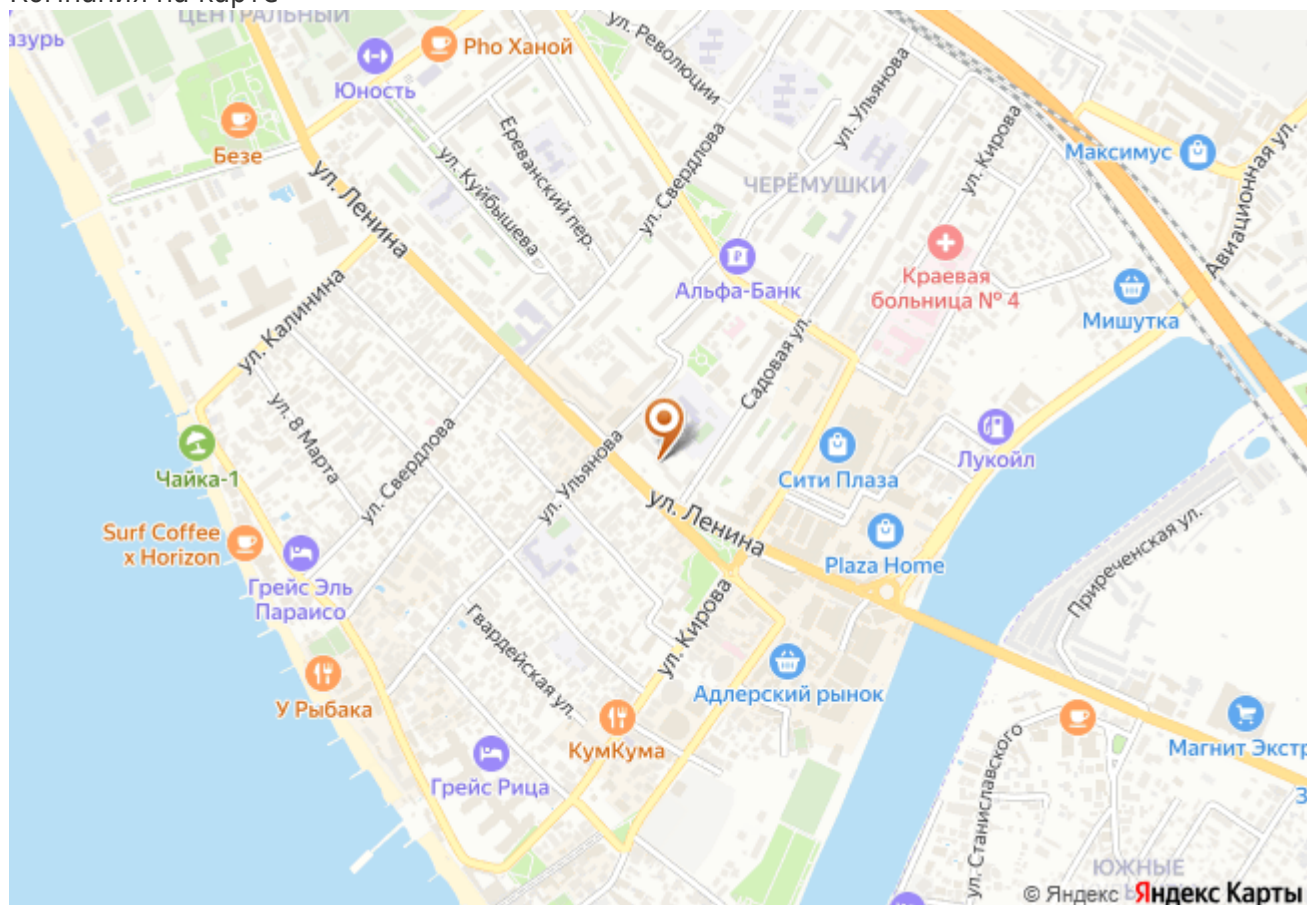 Компания на карте
ЦЕНТРАЛЬНЫЙ
азурь
Pho Ханой
Юность
Безе
ул. Революции
ул. Ульянова
ул. Кирова
Максимус
Авиационная ул.
ул. Ленина
ул. Куйбышева
Ереванский пер.
ул. Свердлова
ЧЕРЁМУШКИ
Альфа-Банк
Краевая
больница № 4
Мишутка
ул. Калинина
Садовая ул.
ул. 8 Марта
Чайка-1
ул. Свердлова
ул. Ульянова
Сити Плаза
Лукойл
ул. Ленина
Surf Coffee
x Horizon
Грейс Эль
Параисо
Plaza Home
Приреченская ул.
Гвардейская ул.
ул. Кирова
У Рыбака
Адлерский рынок
КумКума
Грейс Рица
ул. Станиславского
Магнит Экстр
З
ЮЖНЫЕ
© Яндекс Яндекс Карты